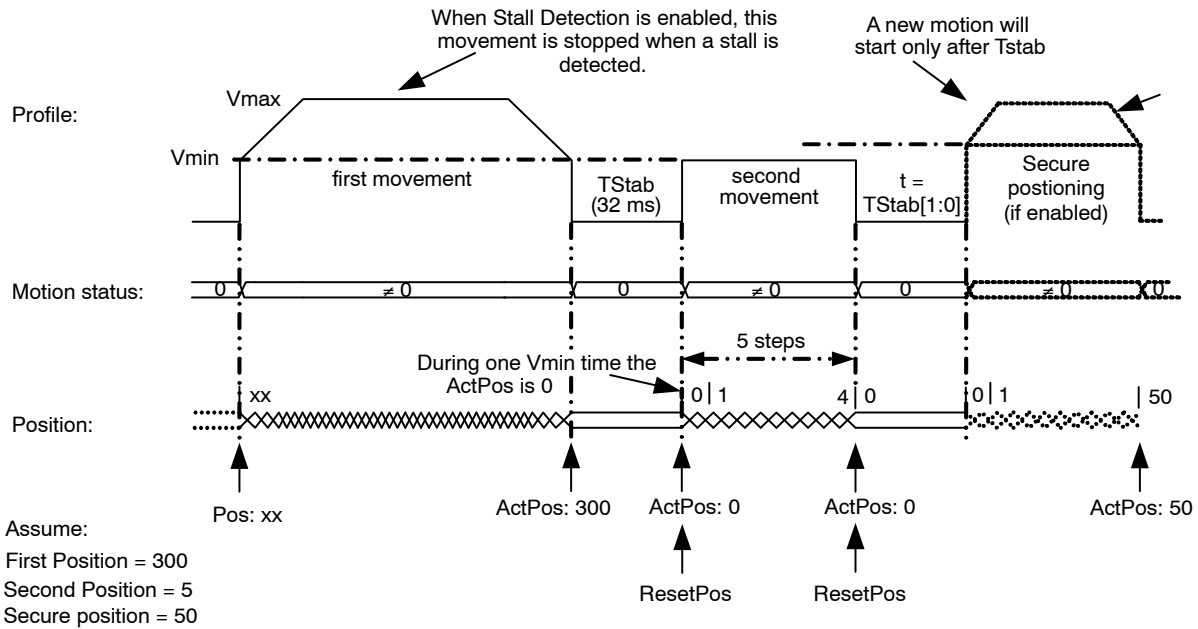 When Stall Detection is enabled, this
movement is stopped when a stall is
detected.
A new motion will
start only after Tstab
Profile:
Vmax
Vmin
first movement
TStab
(32 ms)
second
movement
t =
TStab[1:0]
Secure
postioning
(if enabled)
Motion status:
0
≠ 0
0
≠ 0
0
≠ 0
0
5 steps
During one Vmin time the
ActPos is 0
Position:
xx
0 | 1
4 | 0
0 | 1
| 50
Pos: xx
ActPos: 300
ActPos: 0
ActPos: 0
ActPos: 50
ResetPos
ResetPos
Assume:
First Position = 300
Second Position = 5
Secure position = 50